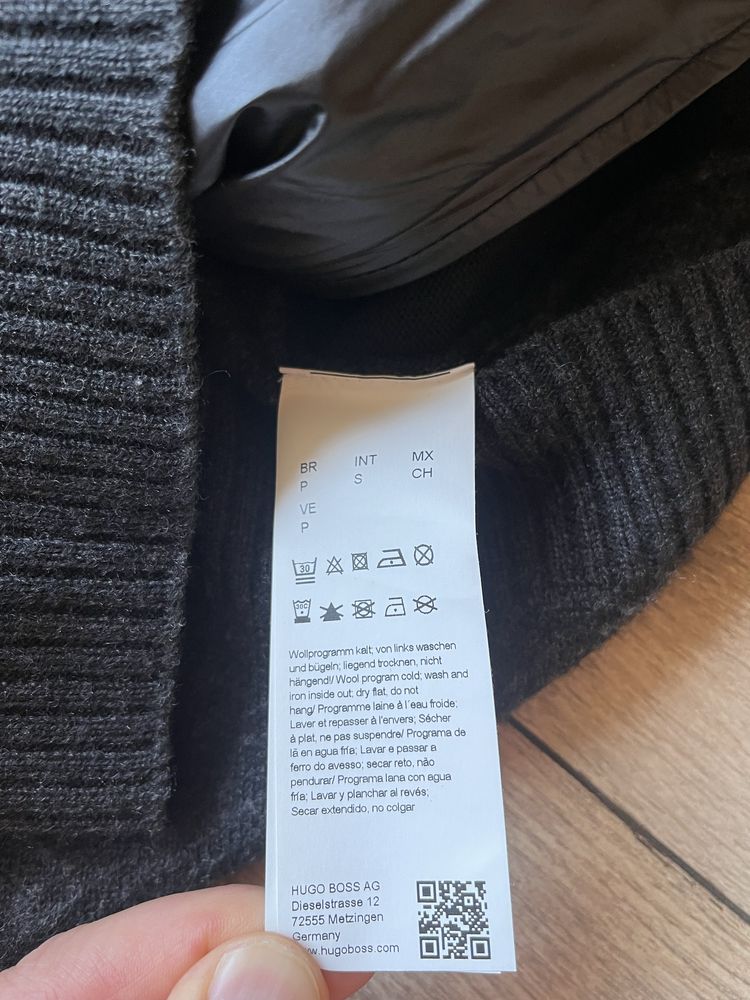 BR INT MX
P S CH
VE
P
30
30C
Wollprogramm kalt; von links waschen
und bügeln; liegend trocknen, nicht
hängend!/ Wool program cold; wash and
iron inside out; dry flat, do not
hang/ Programme laine à l´eau froide;
Laver et repasser à l'envers; Sécher
à plat, ne pas suspendre/ Programa de
lã en agua fría; Lavar e passar a
ferro do avesso; secar reto, não
pendurar/ Programa lana con agua
fría; Lavar y planchar al revés;
Secar extendido, no colgar
HUGO BOSS AG
Dieselstrasse 12
72555 Metzingen
Germany
w.hugoboss.com